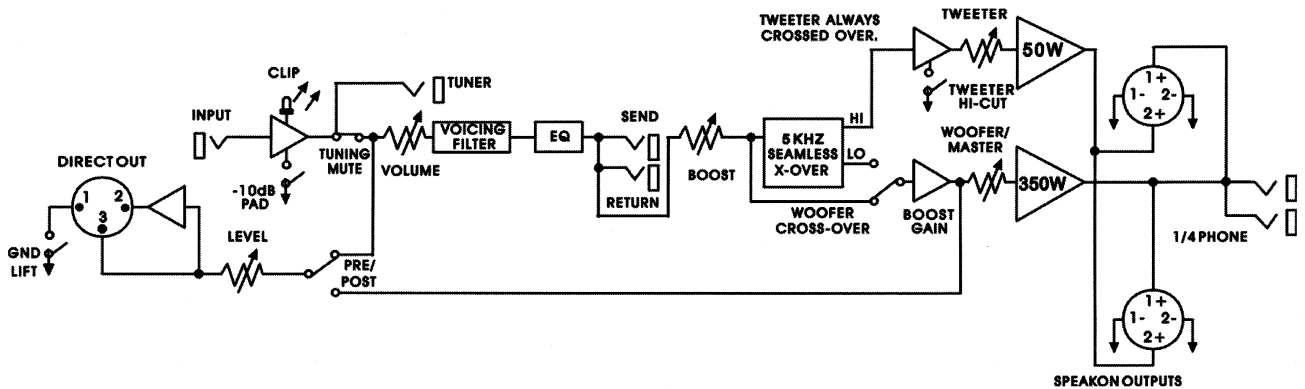 TWEETER ALWAYS
CROSSED OVER.
TWEETER
50W
1+
1-
2-
2+
CLIP
TUNER
INPUT
TWEETER
HI-CUT
SEND
HI
VOICING
FILTER
EQ
5KHZ
SEAMLESS
X-OVER
WOOFER/
MASTER
DIRECT OUT
TUNING
MUTE
VOLUME
LO
350W
-10dB
PAD
RETURN
BOOST
1
2
3
WOOFER
CROSS-OVER
BOOST
GAIN
1/4 PHONE
LEVEL
GND
LIFT
PRE/
POST
1+
1-
2-
2+
SPEAKON OUTPUTS